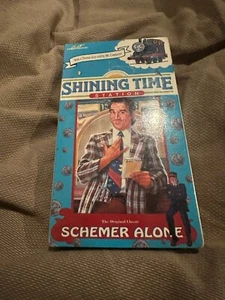 SHINING TIME
STATION
The Original Classic
SCHEMER ALONE